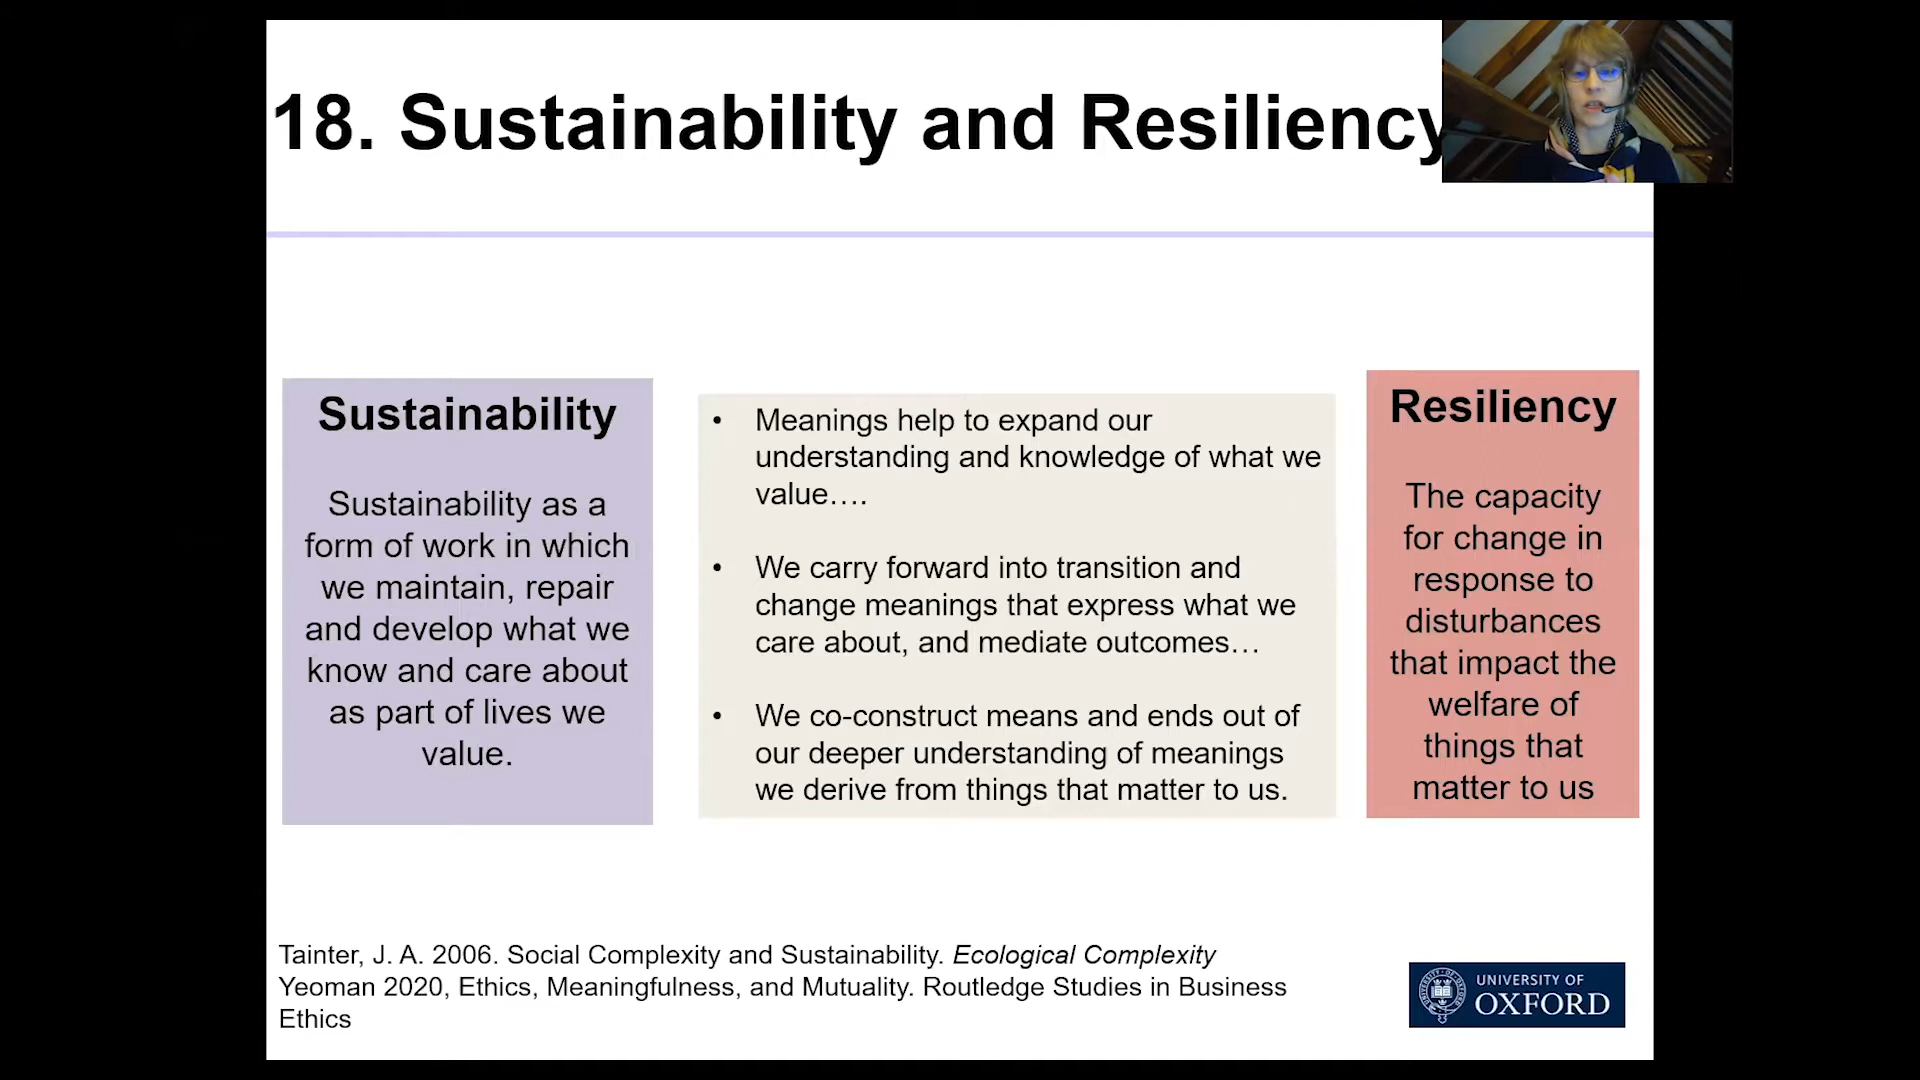 18. Sustainability and Resiliency
Sustainability
Sustainability as a
form of work in which
we maintain, repair
and develop what we
know and care about
as part of lives we
value.
• Meanings help to expand our
understanding and knowledge of what we
value….
• We carry forward into transition and
change meanings that express what we
care about, and mediate outcomes…
• We co-construct means and ends out of
our deeper understanding of meanings
we derive from things that matter to us.
Resiliency
The capacity
for change in
response to
disturbances
that impact the
welfare of
things that
matter to us
Tainter, J. A. 2006. Social Complexity and Sustainability. Ecological Complexity
Yeoman 2020, Ethics, Meaningfulness, and Mutuality. Routledge Studies in Business
Ethics
UNIVERSITY OF
OXFORD